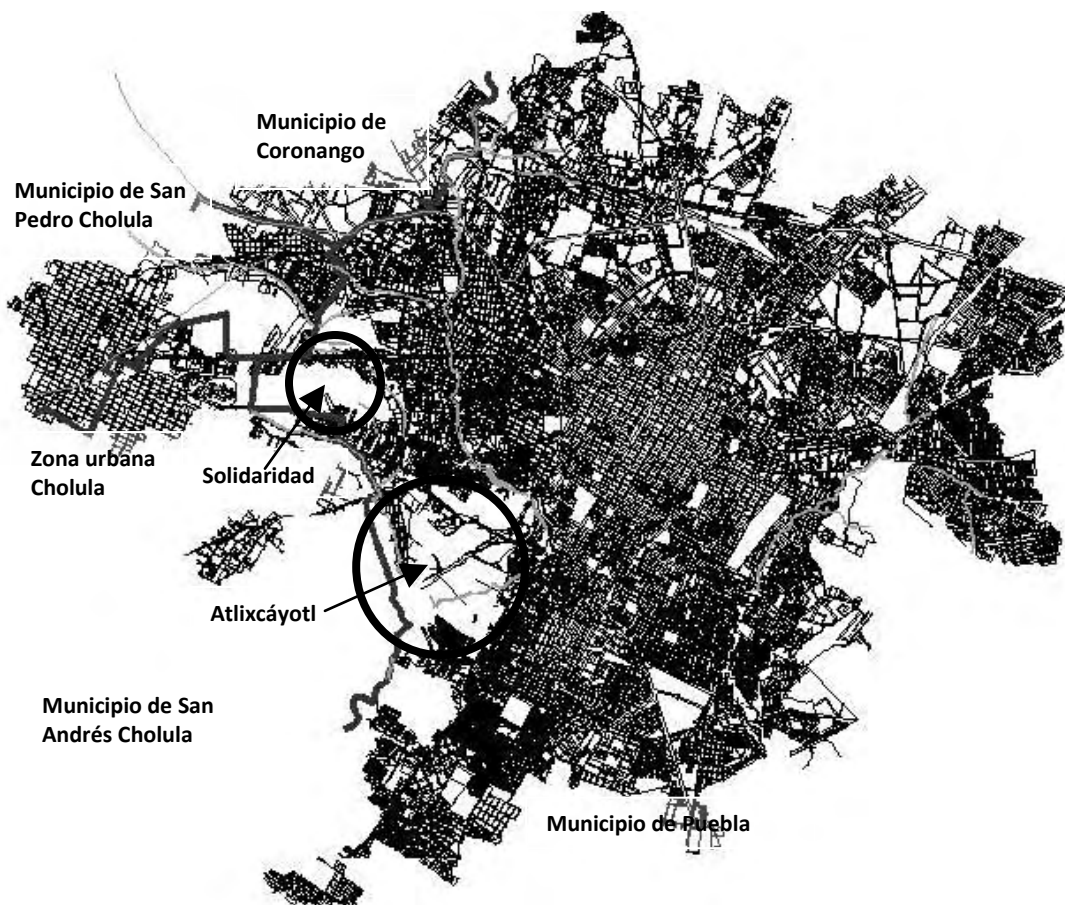 Municipio de
Coronango
Municipio de San
Pedro Cholula
Zona urbana
Cholula
Solidaridad
Atlixcáyotl
Municipio de San
Andrés Cholula
Municipio de Puebla